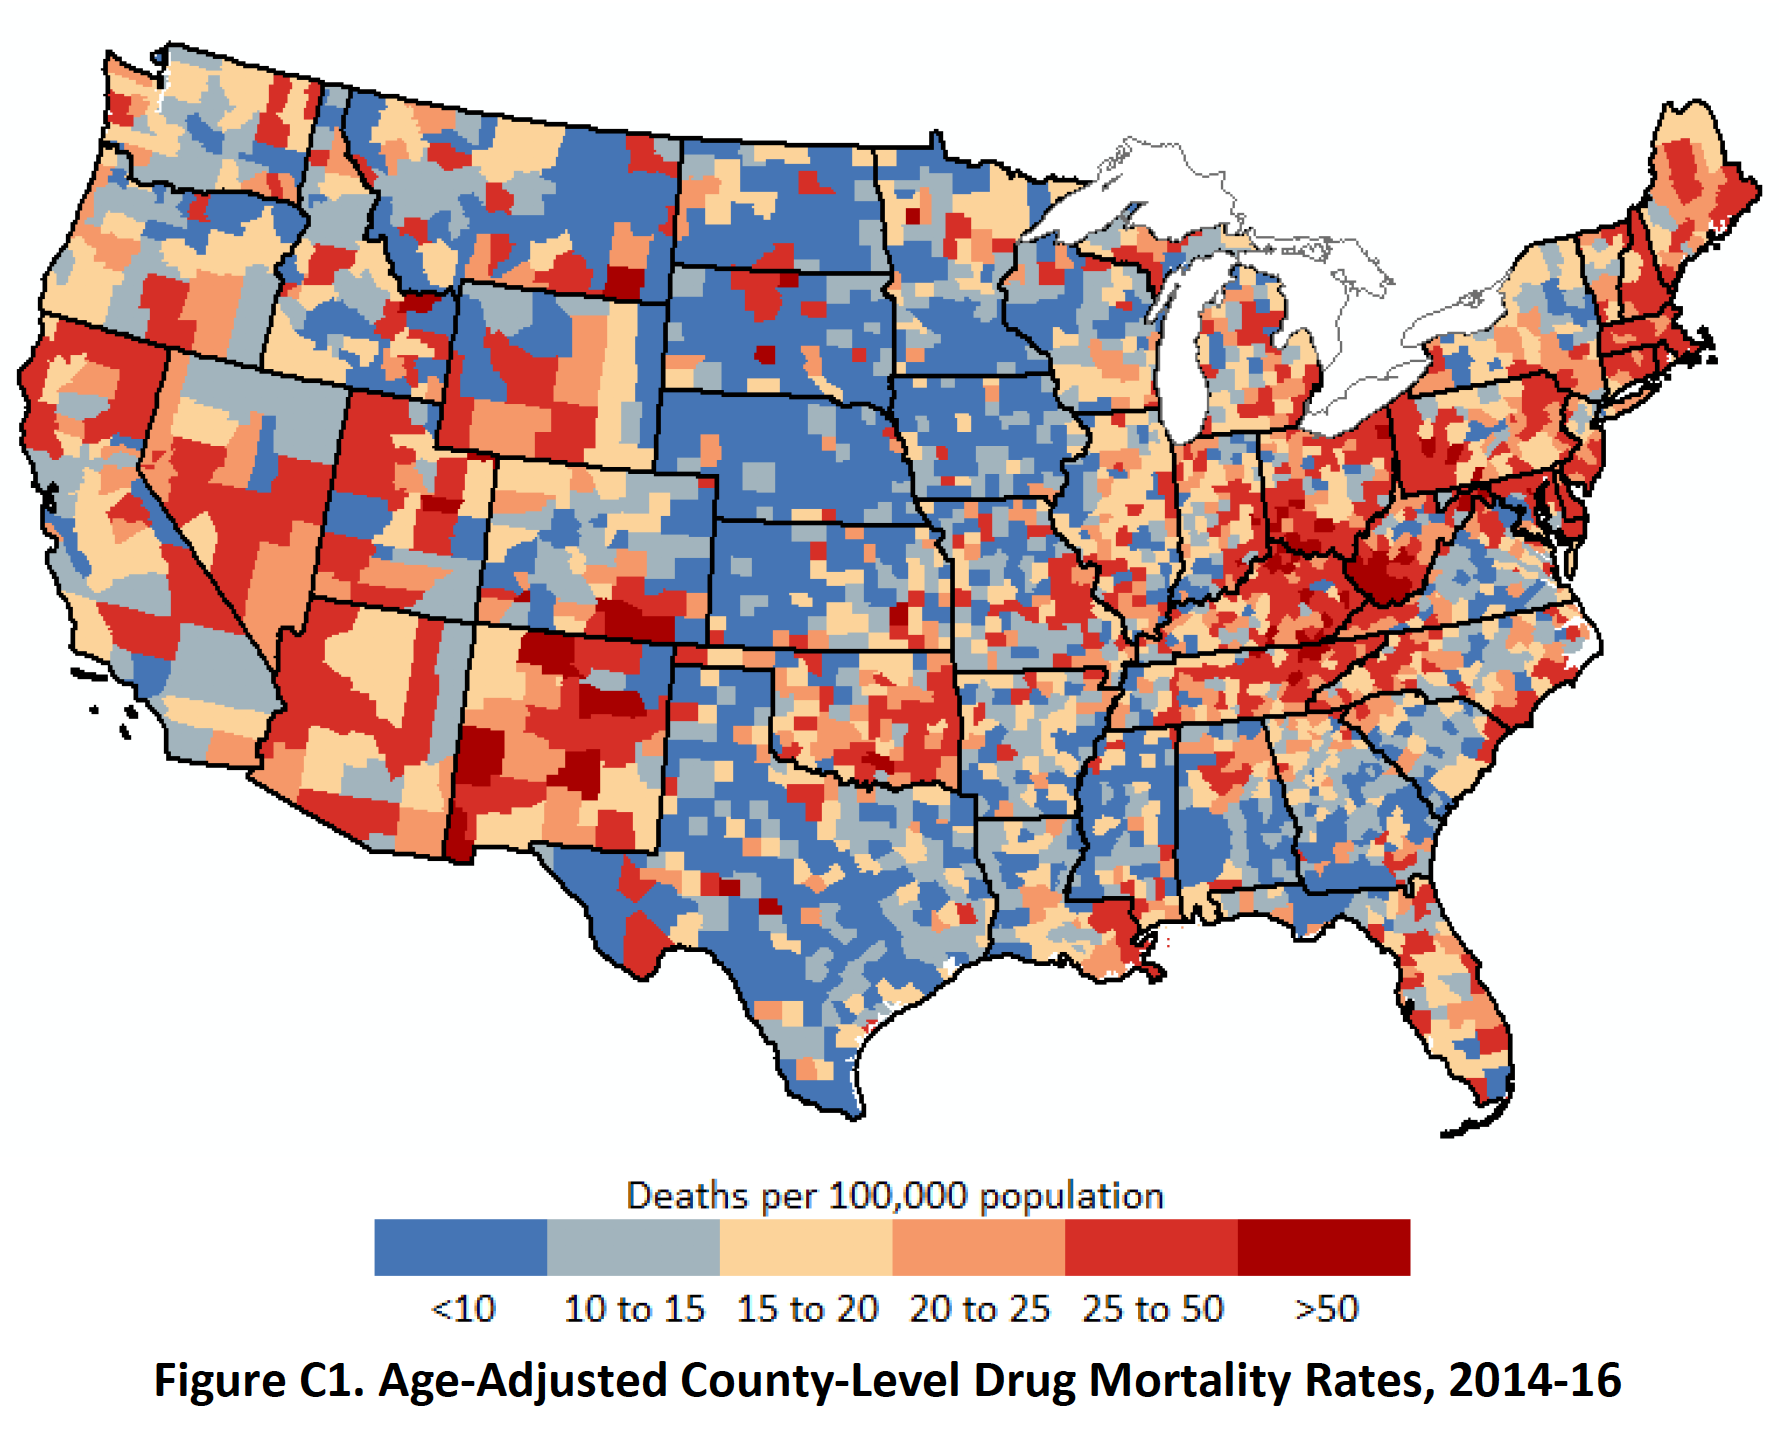 Deaths per 100,000 population
<10 10 to 15 15 to 20 20 to 25 25 to 50 >50
Figure C1. Age-Adjusted County-Level Drug Mortality Rates, 2014-16